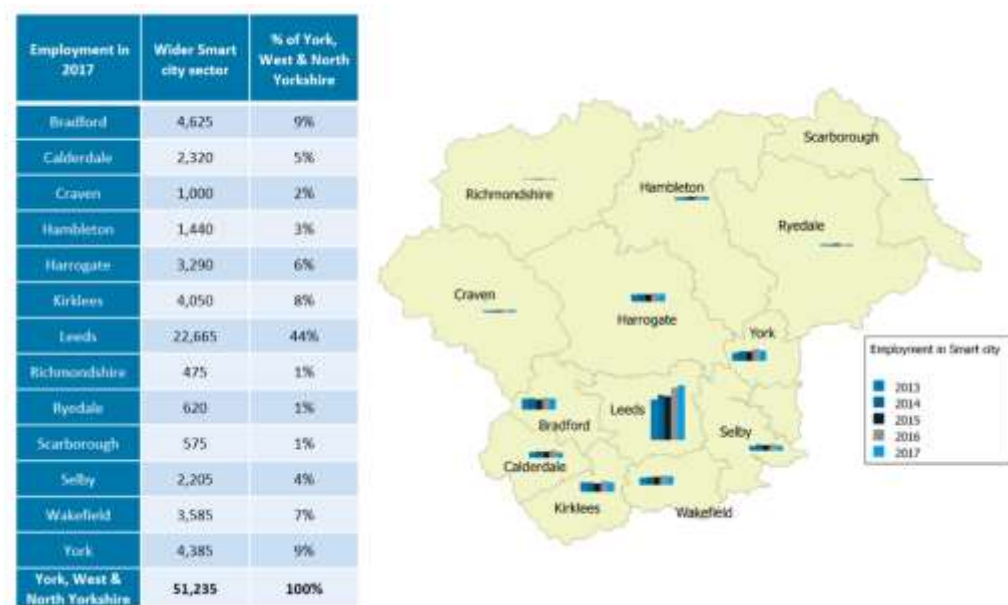 Employment in 2017 Wider Smart city sector % of York, West & North Yorkshire
Bradford 4,625 9%
Calderdale 2,320 5%
Craven 1,000 2%
Hambleton 1,440 3%
Harrogate 3,290 6%
Kirklees 4,050 8%
Leeds 22,665 44%
Richmondshire 475 1%
Ryedale 620 1%
Scarborough 575 1%
Selby 2,205 4%
Wakefield 3,585 7%
York 4,385 9%
York, West & North Yorkshire 51,235 100%
Scarborough
Richmondshire
Hambleton
Ryedale
Craven
Harrogate
York
Leeds
Bradford
Selby
Calderdale
Kirklees
Wakefield
Employment in Smart city
2013
2014
2015
2016
2017